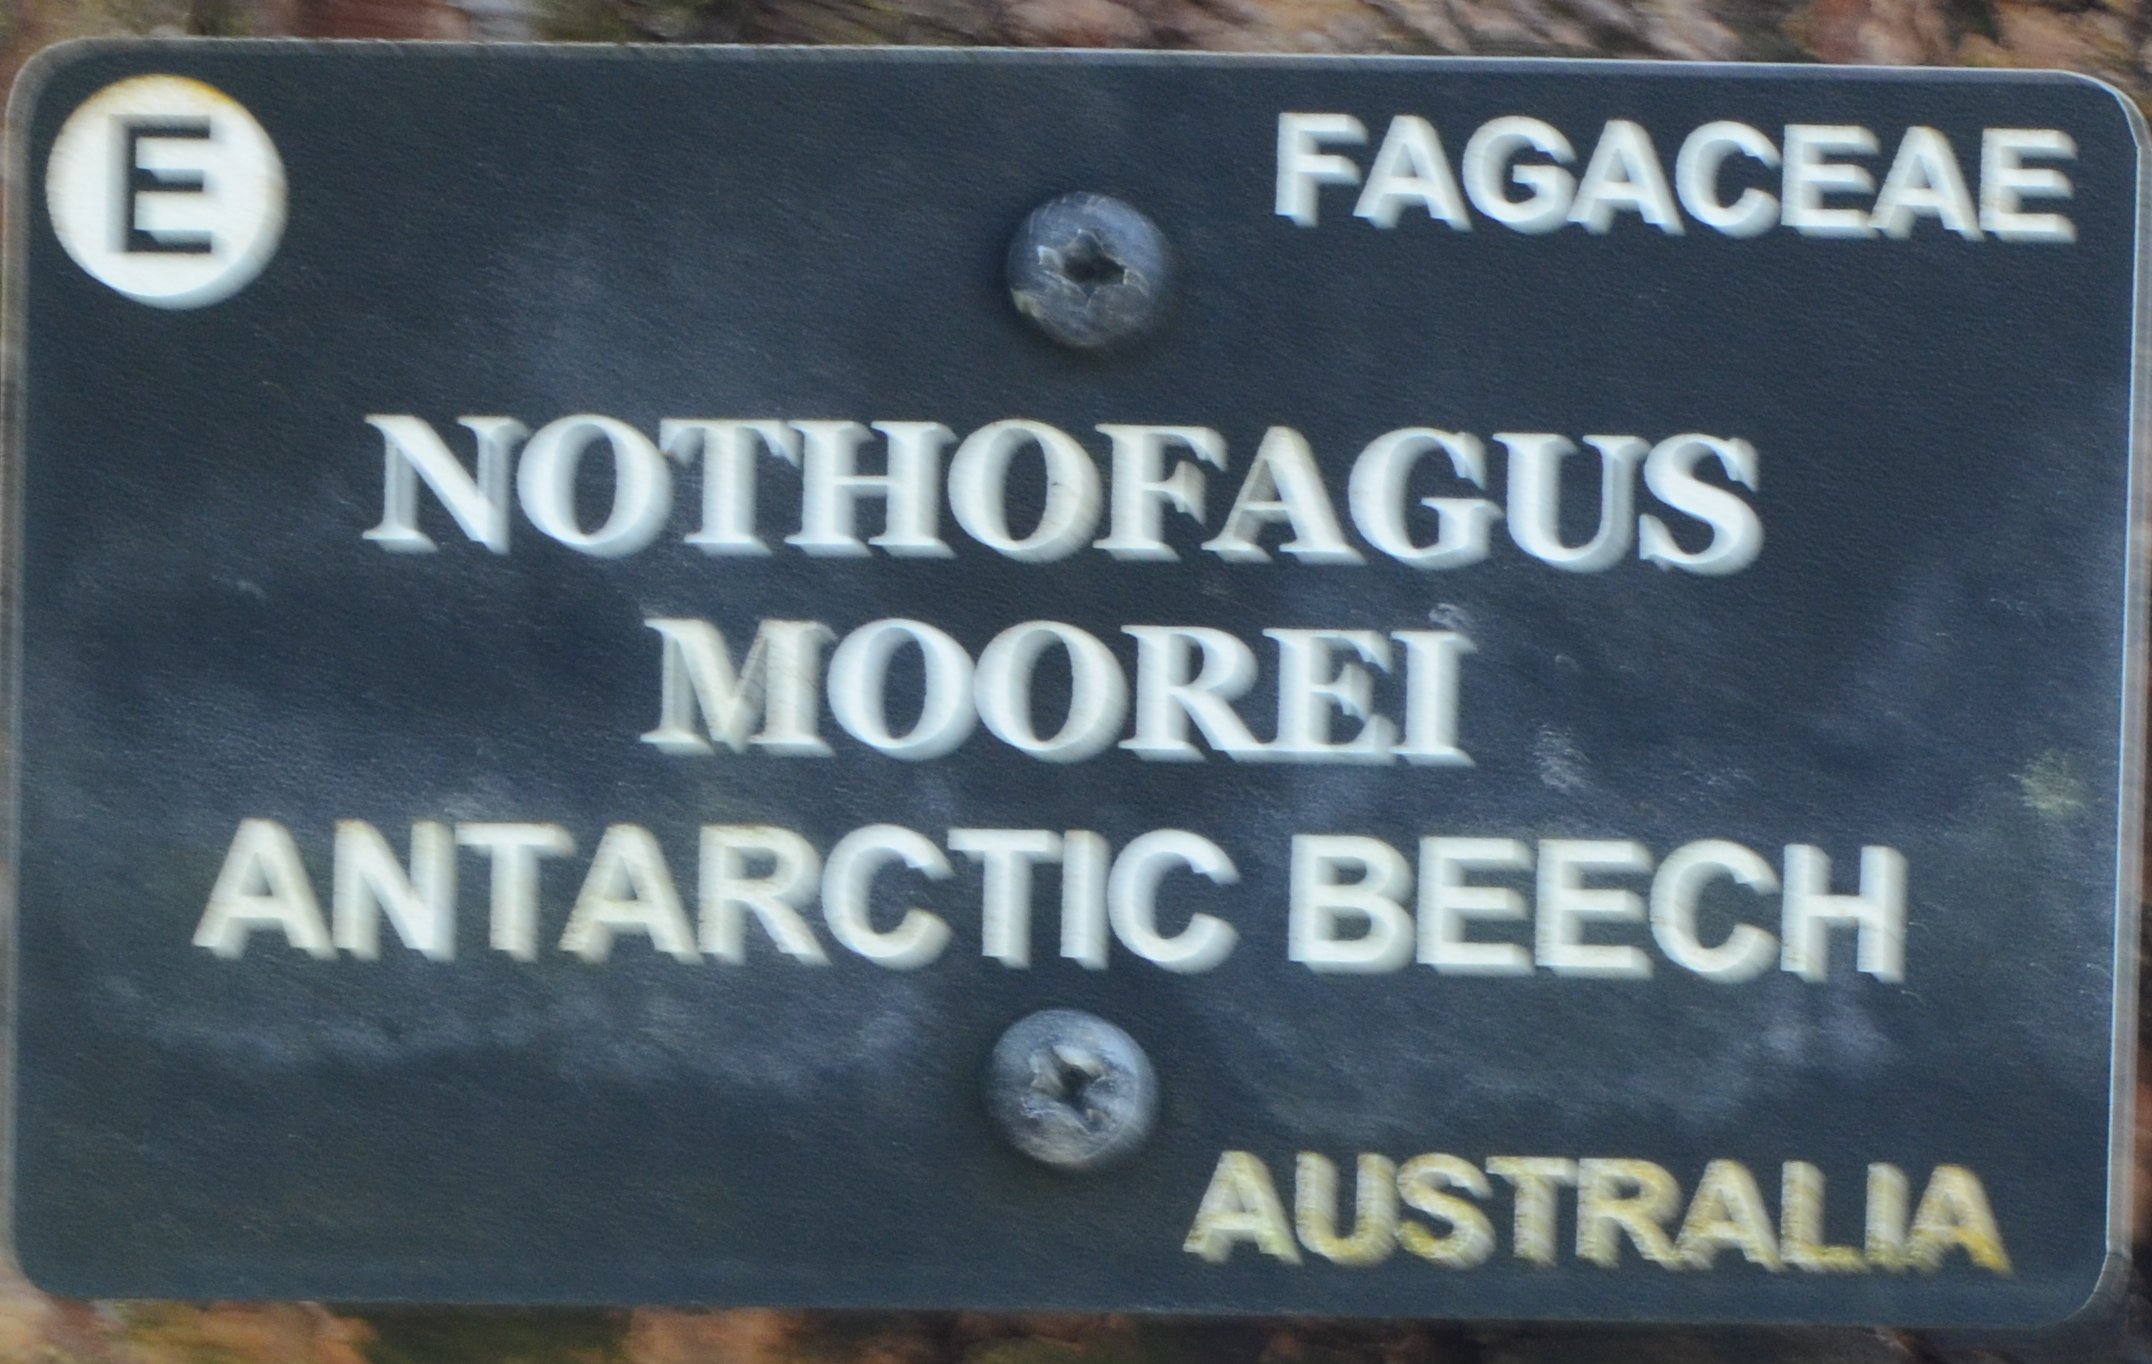 E
FAGACEAE
NOTHOFAGUS
MOOREI
ANTARCTIC BEECH
AUSTRALIA